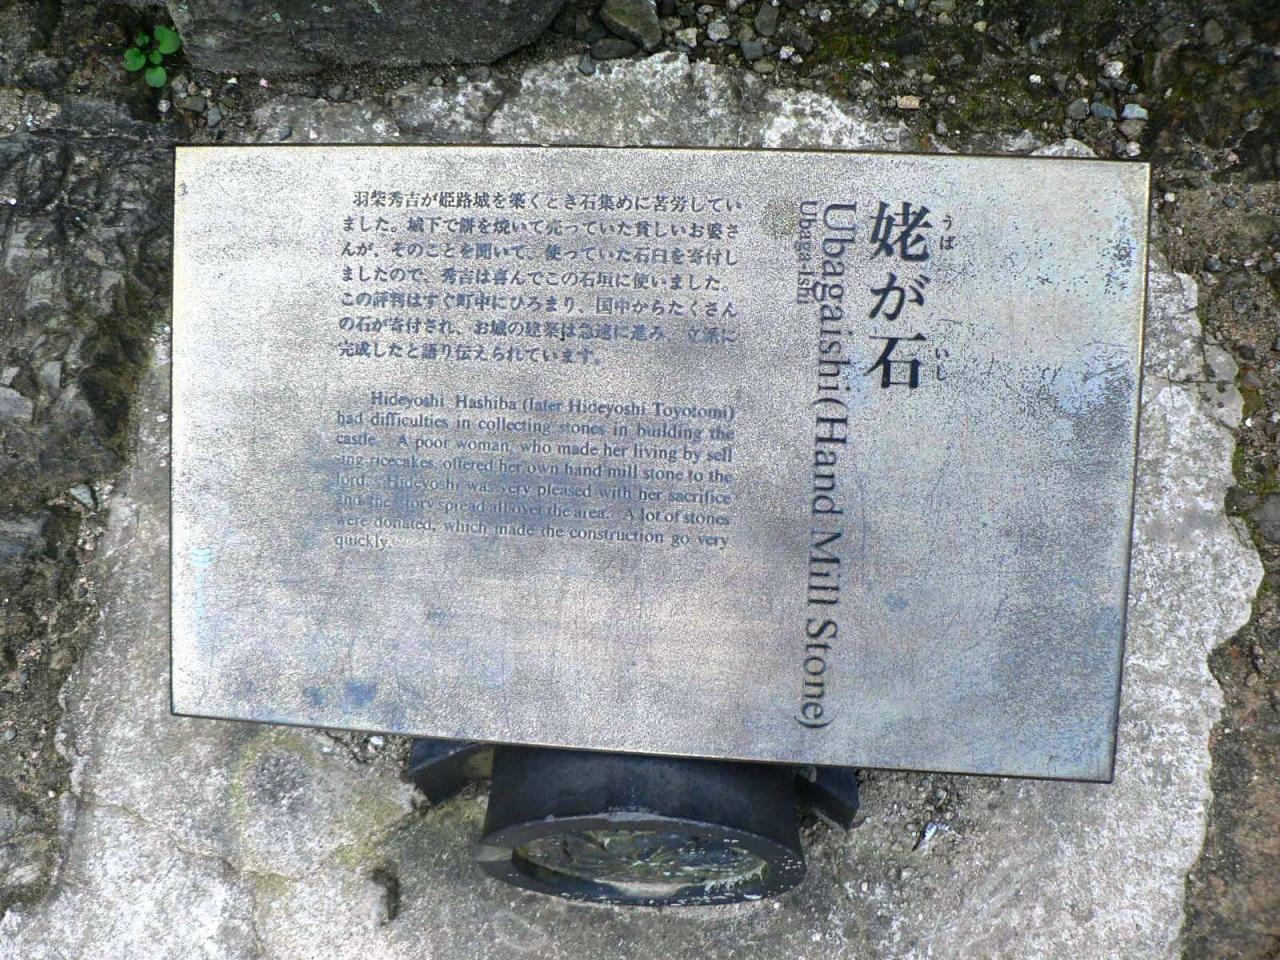 姥が石
うば
いし
Ubagaishi(Hand Mill Stone)
Ubaga-Ishi
羽柴秀吉が姫路城を築くとき石集めに苦労してい
ました。城下で餅を焼いて売っていた貧しいお婆さ
んが、そのことを聞いて、使っていた石臼を寄付し
ましたので、秀吉は喜んでこの石垣に使いました。
この評判はすぐ町中にひろまり、国中からたくさん
の石が寄付され、お城の建築は急速に進み、立派に
完成したと語り伝えられています。
Hideyoshi Hashiba (later Hideyoshi Toyotomi)
had difficulties in collecting stones in building the
castle. A poor woman, who made her living by sell
-ing ricecakes, offered her own hand mill stone to the
lord. Hideyoshi was very pleased with her sacrifice
and the story spread all over the area. A lot of stones
were donated, which made the construction go very
quickly.